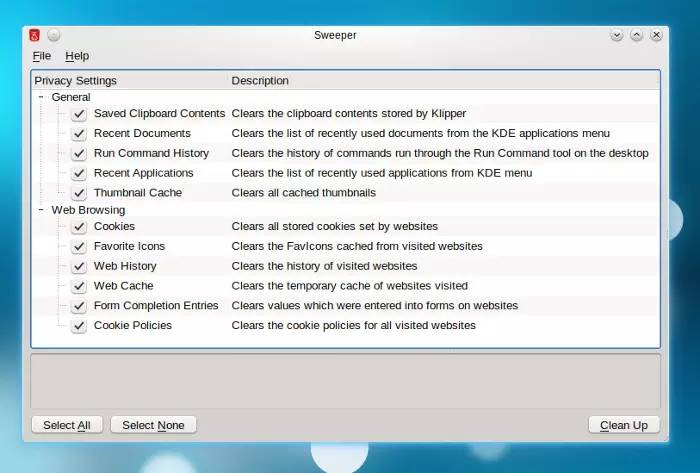 Sweeper
File Help
Privacy Settings Description
General
Saved Clipboard Contents Clears the clipboard contents stored by Klipper
Recent Documents Clears the list of recently used documents from the KDE applications menu
Run Command History Clears the history of commands run through the Run Command tool on the desktop
Recent Applications Clears the list of recently used applications from KDE menu
Thumbnail Cache Clears all cached thumbnails
Web Browsing
Cookies Clears all stored cookies set by websites
Favorite Icons Clears the FavIcons cached from visited websites
Web History Clears the history of visited websites
Web Cache Clears the temporary cache of websites visited
Form Completion Entries Clears values which were entered into forms on websites
Cookie Policies Clears the cookie policies for all visited websites
Select All Select None Clean Up